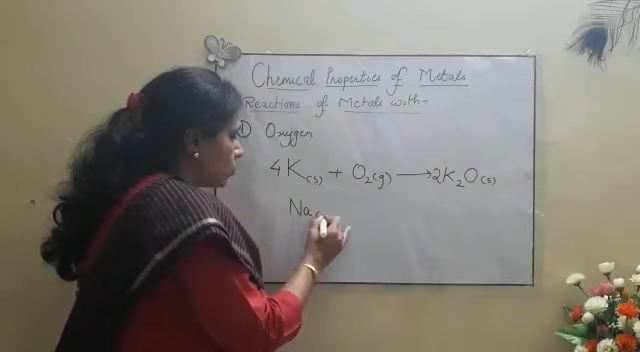 Chemical Properties of Metals
Reactions of Metals with-
1) Oxygen
4K(s) + O2(g) ⟶ 2K2O(s)
Na(